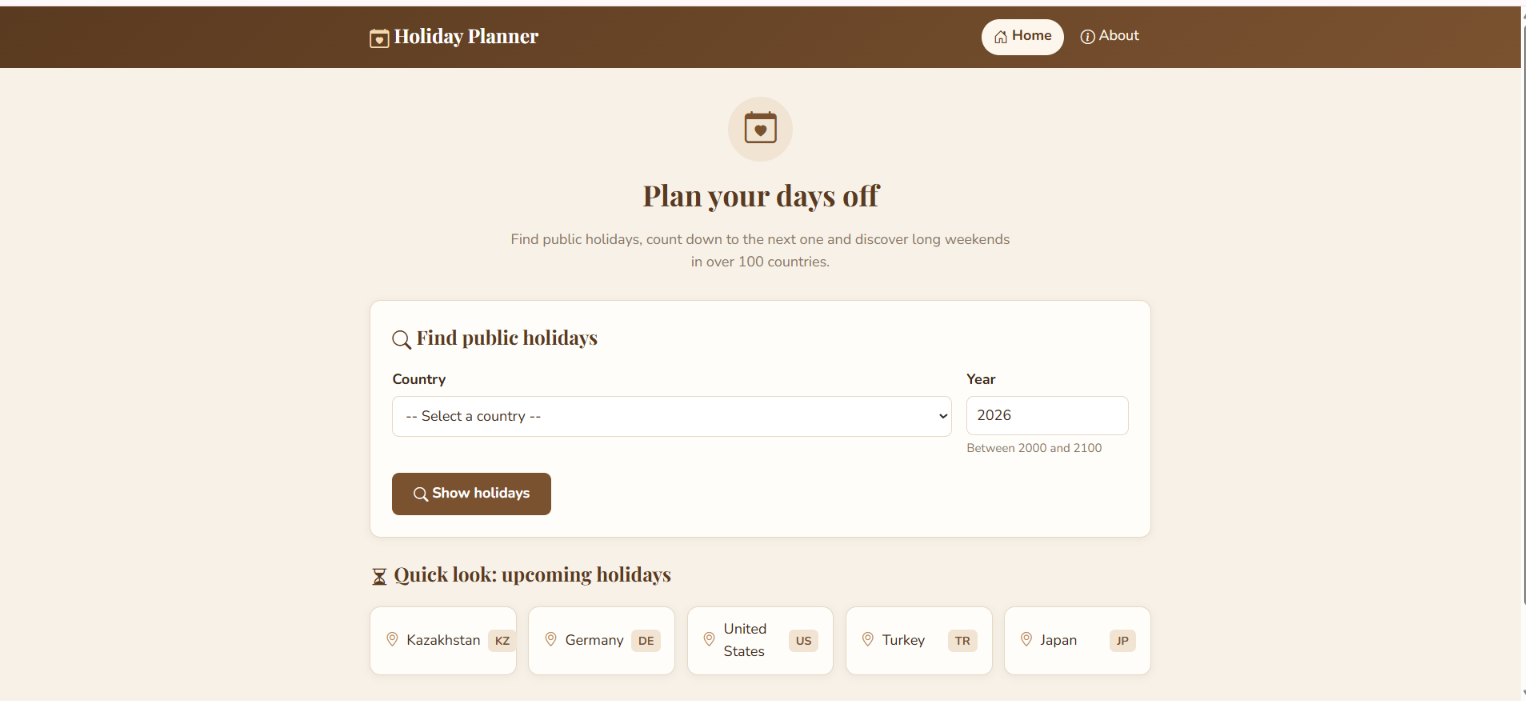 Holiday Planner
Home
About
Plan your days off
Find public holidays, count down to the next one and discover long weekends
in over 100 countries.
Find public holidays
Country
Year
-- Select a country --
2026
Between 2000 and 2100
Show holidays
Quick look: upcoming holidays
Kazakhstan KZ
Germany DE
United
States
US
Turkey TR
Japan JP